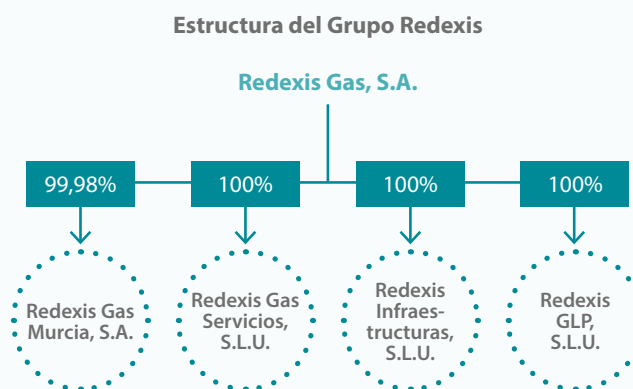 Estructura del Grupo Redexis
Redexis Gas, S.A.
99,98%
100%
100%
100%
Redexis Gas
Murcia, S.A.
Redexis Gas
Servicios,
S.L.U.
Redexis
Infraes-
tructuras,
S.L.U.
Redexis
GLP,
S.L.U.